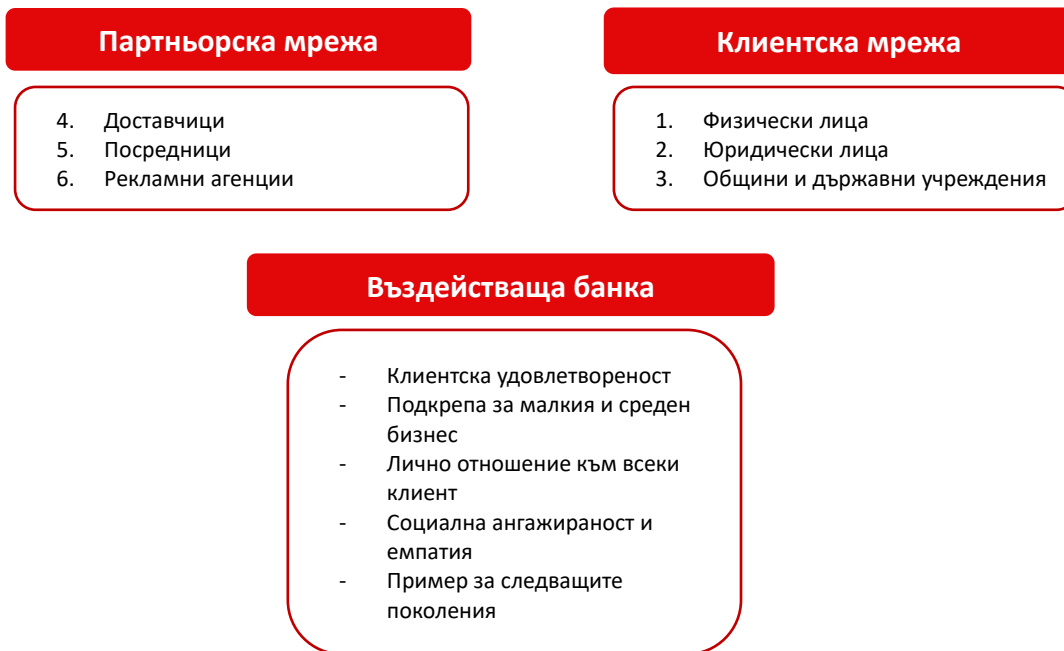 Партньорска мрежа
4. Доставчици
5. Посредници
6. Рекламни агенции
Клиентска мрежа
1. Физически лица
2. Юридически лица
3. Общини и държавни учреждения
Въздействаща банка
- Клиентска удовлетвореност
- Подкрепа за малкия и среден
бизнес
- Лично отношение към всеки
клиент
- Социална ангажираност и
емпатия
- Пример за следващите
поколения